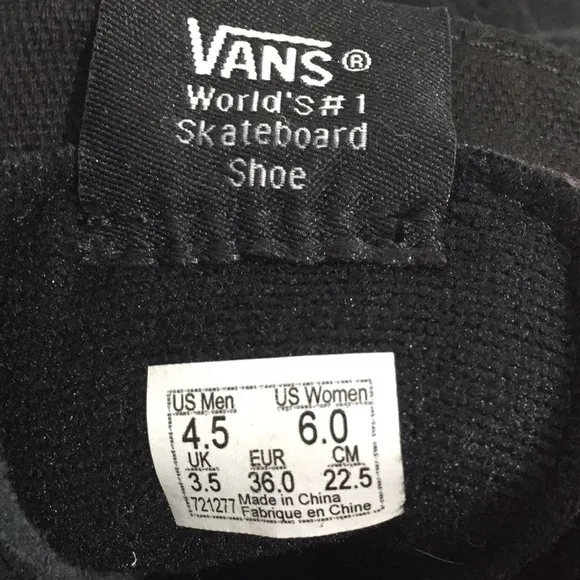 VANS ®
World's #1
Skateboard
Shoe
US Men US Women
4.5 6.0
UK EUR CM
3.5 36.0 22.5
721277 Made in China
Fabrique en Chine